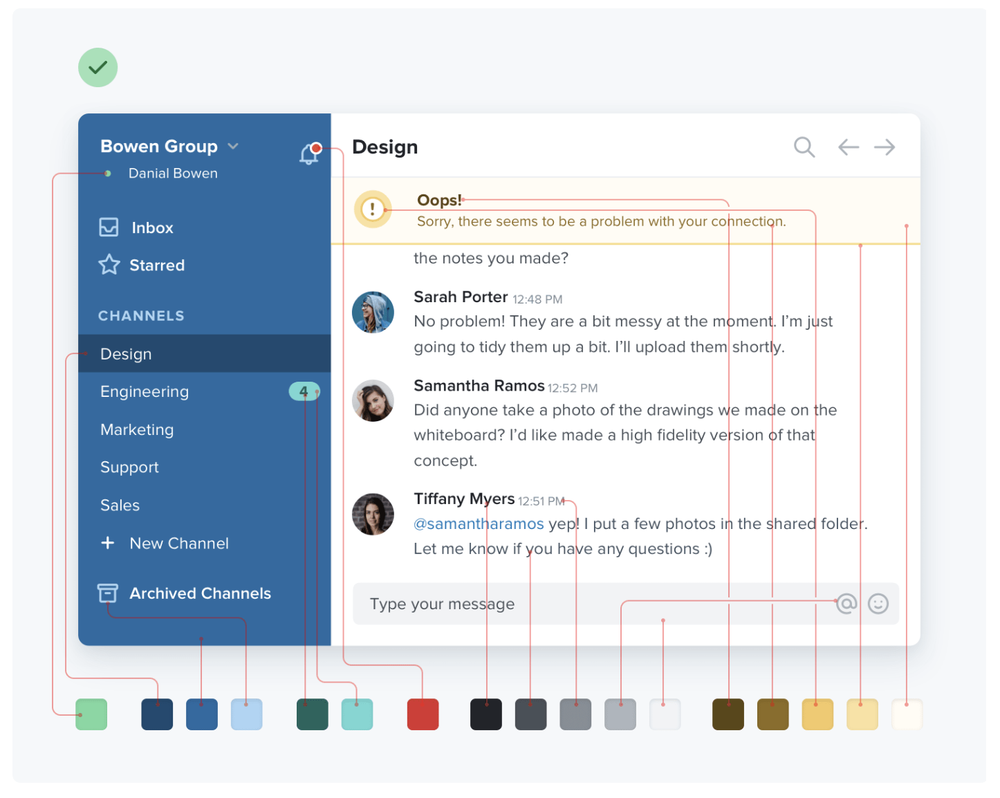 Bowen Group
Danial Bowen
Inbox
Starred
CHANNELS
Design
Engineering 4
Marketing
Support
Sales
+ New Channel
Archived Channels
Design
!
Oops!
Sorry, there seems to be a problem with your connection.
the notes you made?
Sarah Porter 12:48 PM
No problem! They are a bit messy at the moment. I’m just
going to tidy them up a bit. I’ll upload them shortly.
Samantha Ramos 12:52 PM
Did anyone take a photo of the drawings we made on the
whiteboard? I’d like made a high fidelity version of that
concept.
Tiffany Myers 12:51 PM
@samantharamos yep! I put a few photos in the shared folder.
Let me know if you have any questions :)
Type your message @